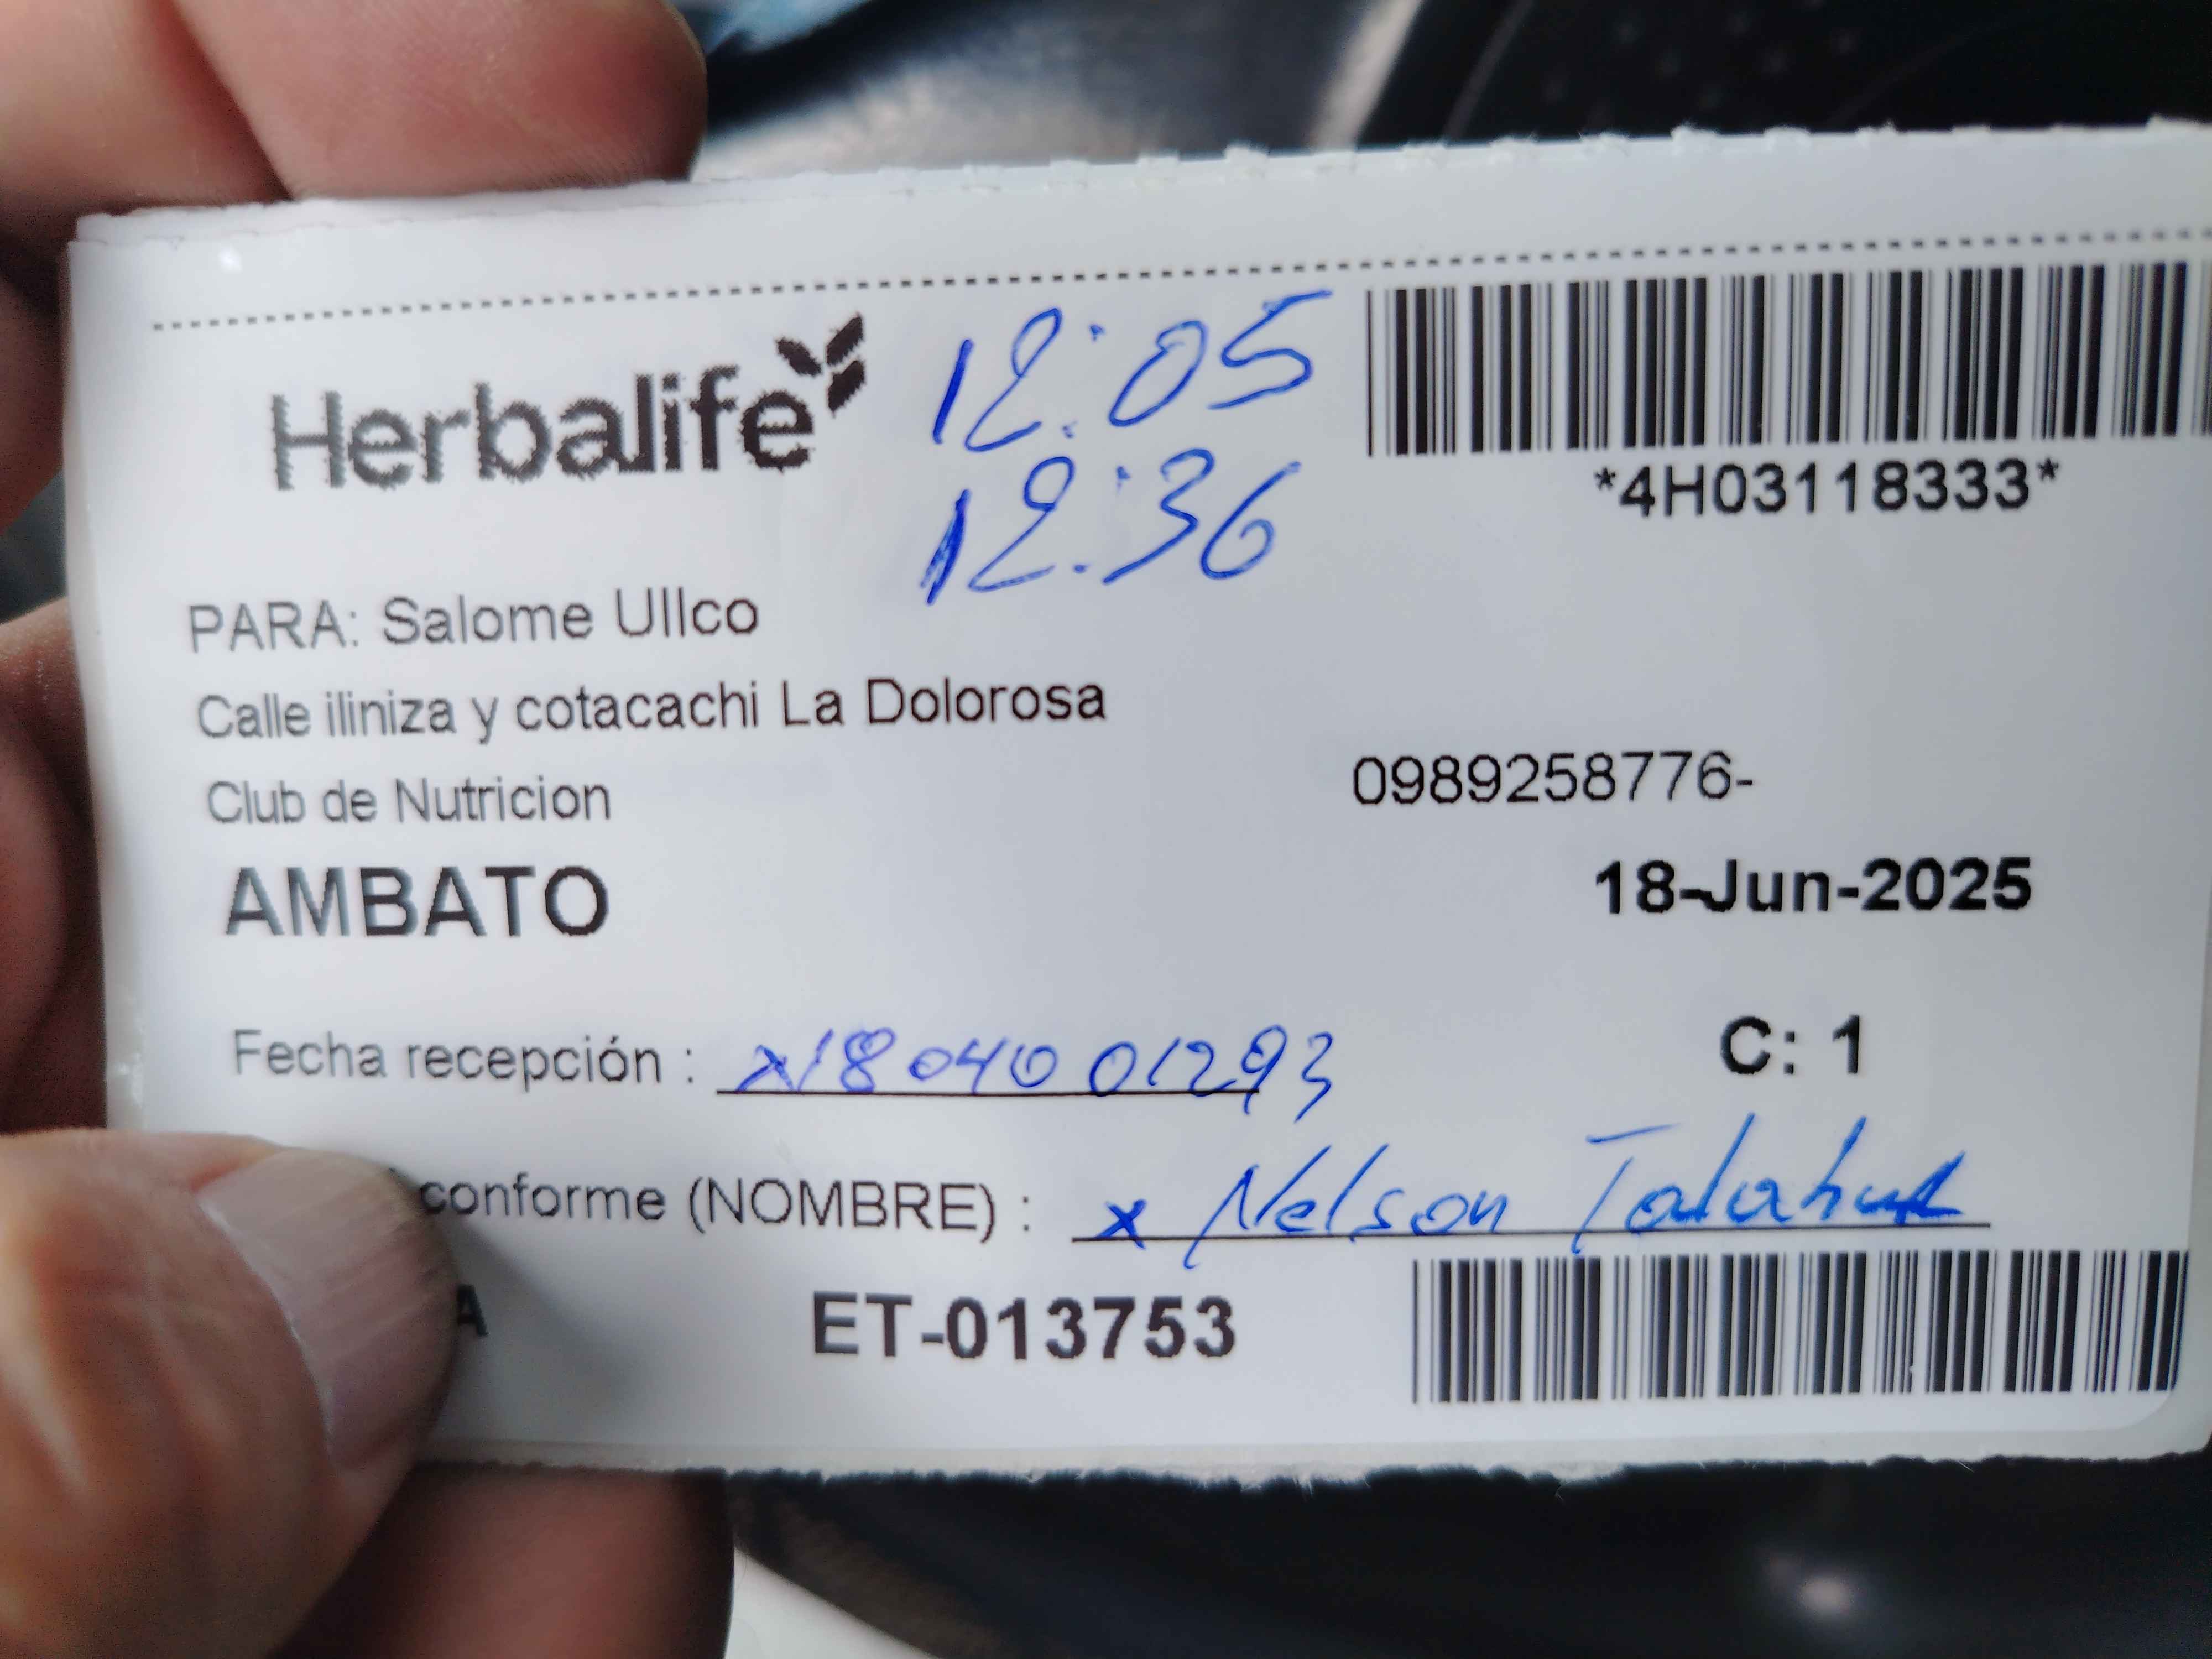 Herbalife
12:05
12:36
*4H03118333*
PARA: Salome Ullco
Calle iliniza y cotacachi La Dolorosa
Club de Nutricion
0989258776-
AMBATO
18-Jun-2025
Fecha recepción : x1804001293
C: 1
conforme (NOMBRE) : x Nelson
ET-013753